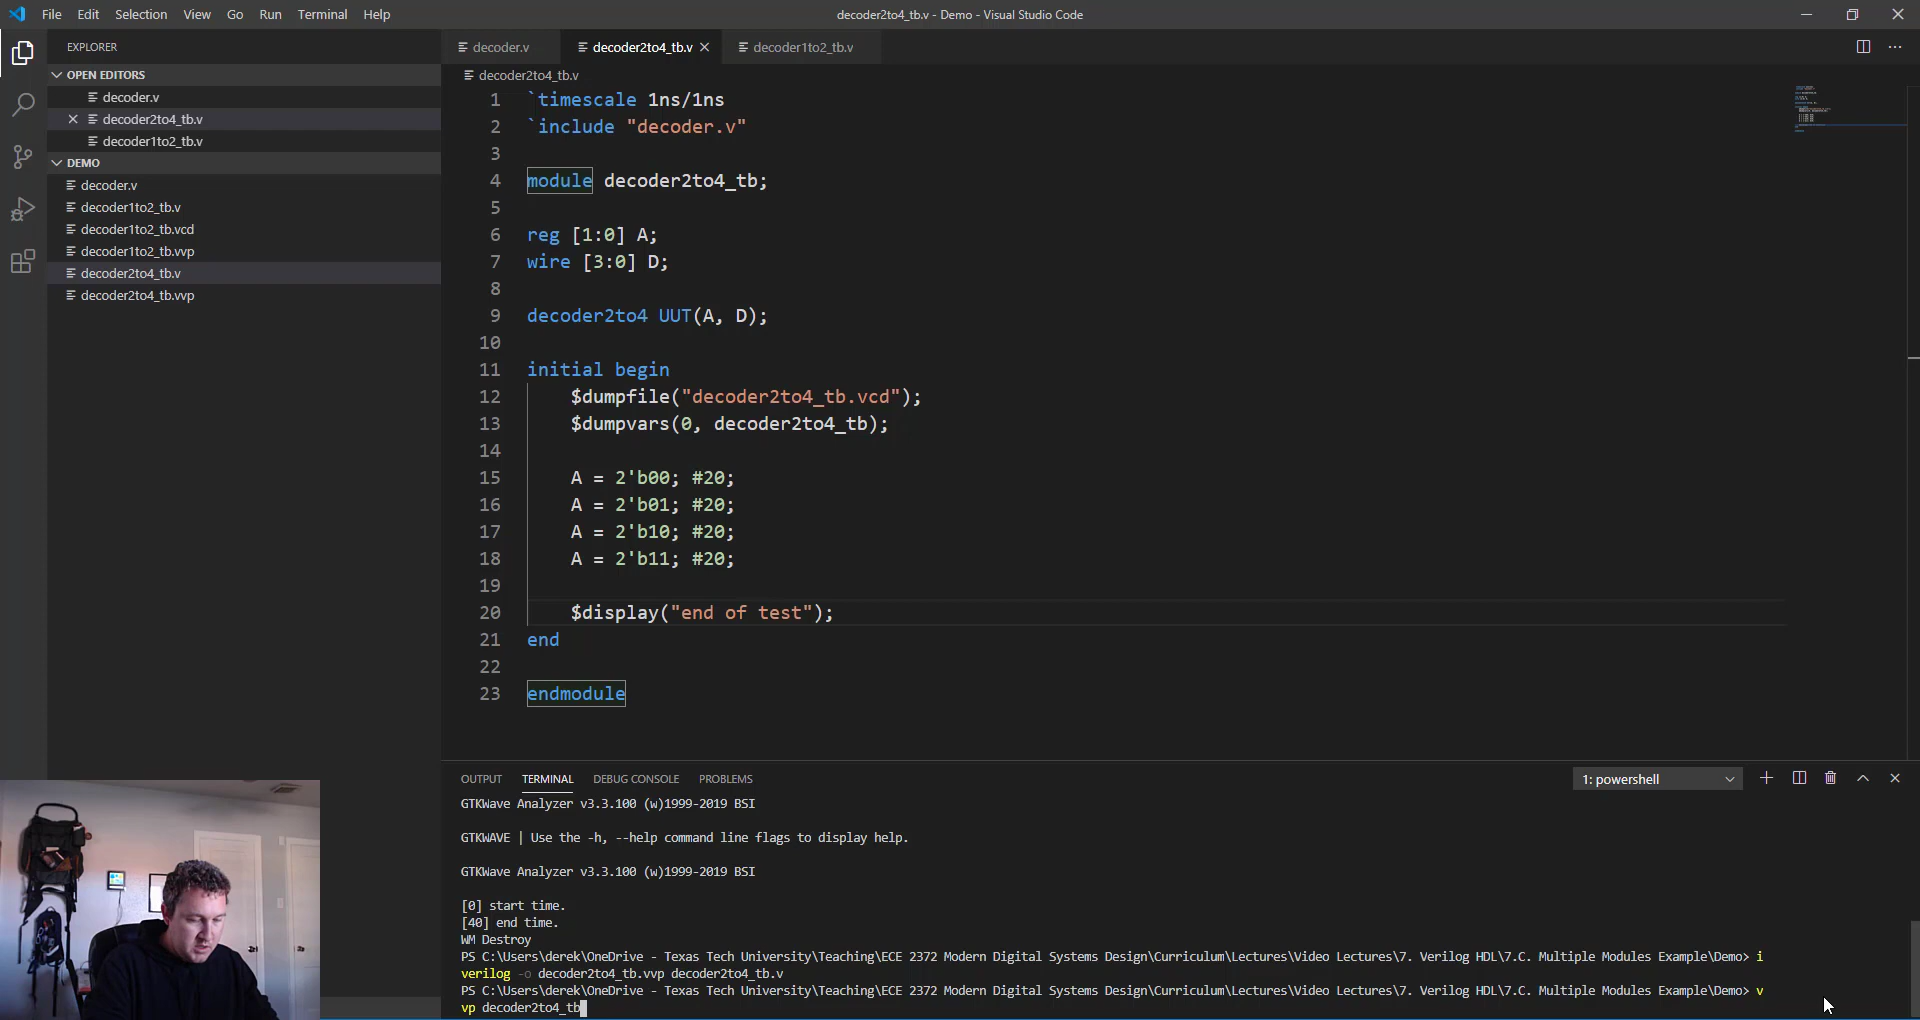 File Edit Selection View Go Run Terminal Help
decoder2to4_tb.v - Demo - Visual Studio Code
EXPLORER
OPEN EDITORS
decoder.v
decoder2to4_tb.v
decoder1to2_tb.v
DEMO
decoder.v
decoder1to2_tb.v
decoder1to2_tb.vcd
decoder1to2_tb.vvp
decoder2to4_tb.v
decoder2to4_tb.vvp
decoder.v decoder2to4_tb.v decoder1to2_tb.v
decoder2to4_tb.v
1 `timescale 1ns/1ns
2 `include "decoder.v"
3
4 module decoder2to4_tb;
5
6 reg [1:0] A;
7 wire [3:0] D;
8
9 decoder2to4 UUT(A, D);
10
11 initial begin
12 $dumpfile("decoder2to4_tb.vcd");
13 $dumpvars(0, decoder2to4_tb);
14
15 A = 2'b00; #20;
16 A = 2'b01; #20;
17 A = 2'b10; #20;
18 A = 2'b11; #20;
19
20 $display("end of test");
21 end
22
23 endmodule
OUTPUT TERMINAL DEBUG CONSOLE PROBLEMS
1: powershell
GTKWave Analyzer v3.3.100 (w)1999-2019 BSI
GTKWAVE | Use the -h, --help command line flags to display help.
GTKWave Analyzer v3.3.100 (w)1999-2019 BSI
[0] start time.
[40] end time.
WM Destroy
PS C:\Users\derek\OneDrive - Texas Tech University\Teaching\ECE 2372 Modern Digital Systems Design\Curriculum\Lectures\Video Lectures\7. Verilog HDL\7.C. Multiple Modules Example\Demo> i
verilog -o decoder2to4_tb.vvp decoder2to4_tb.v
PS C:\Users\derek\OneDrive - Texas Tech University\Teaching\ECE 2372 Modern Digital Systems Design\Curriculum\Lectures\Video Lectures\7. Verilog HDL\7.C. Multiple Modules Example\Demo> v
vp decoder2to4_tb